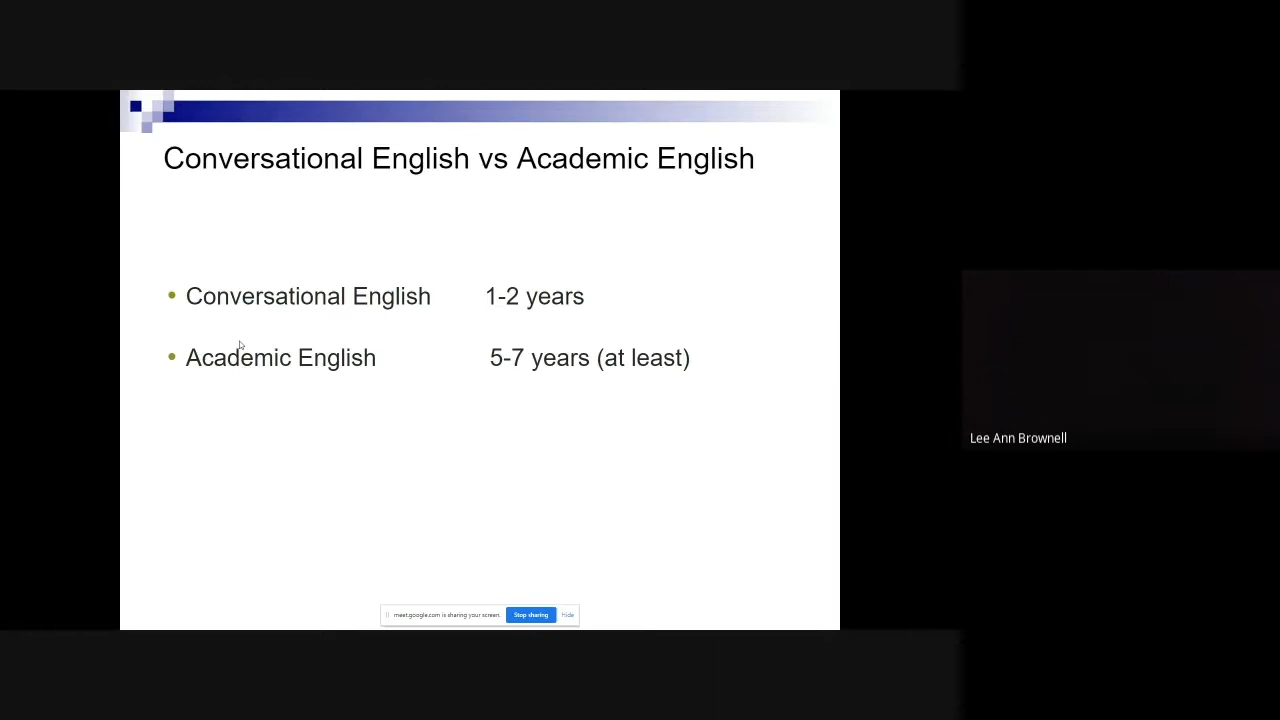 Conversational English vs Academic English
• Conversational English 1-2 years
• Academic English 5-7 years (at least)
Lee Ann Brownell
meet.google.com is sharing your screen. Stop sharing Hide